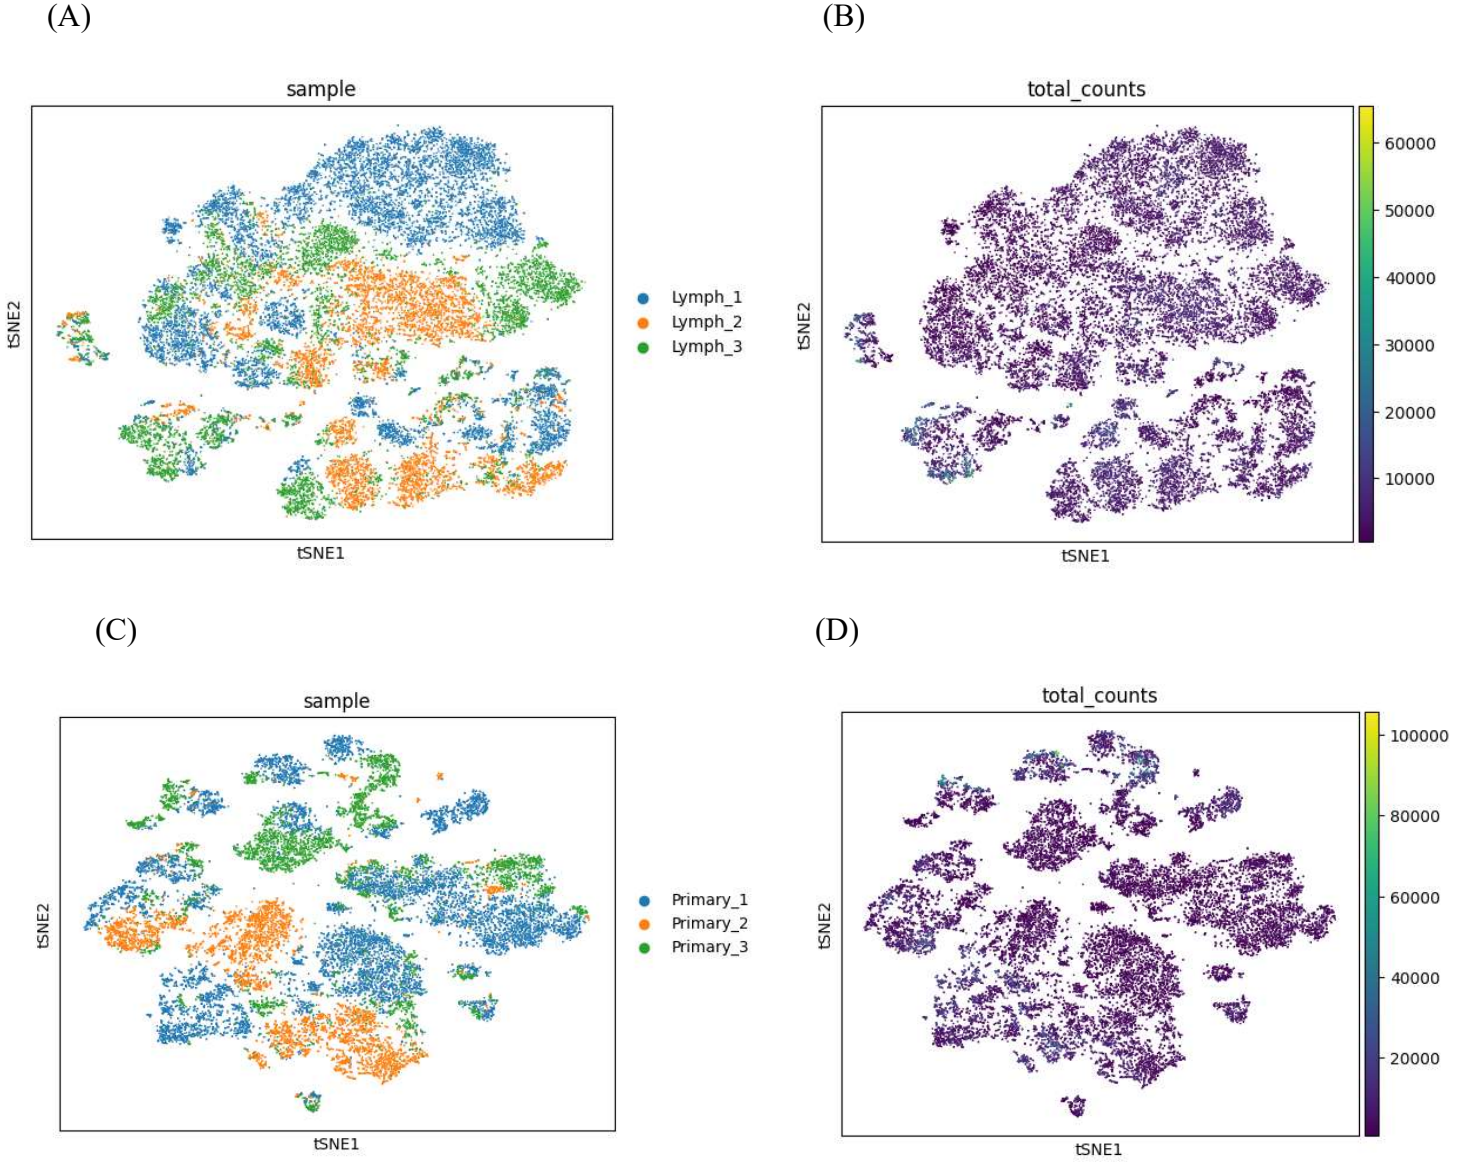 (A)
(B)
sample
total_counts
tSNE2
tSNE1
Lymph_1
Lymph_2
Lymph_3
tSNE2
tSNE1
60000
50000
40000
30000
20000
10000
(C)
(D)
sample
total_counts
tSNE2
tSNE1
Primary_1
Primary_2
Primary_3
tSNE2
tSNE1
100000
80000
60000
40000
20000